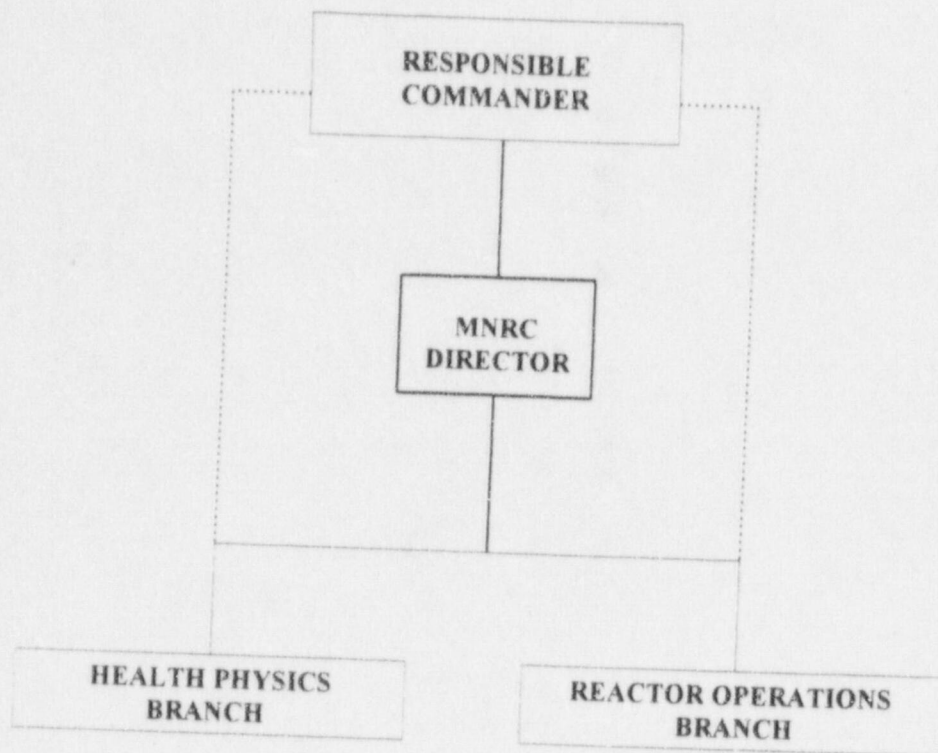 RESPONSIBLE
COMMANDER
MNRC
DIRECTOR
HEALTH PHYSICS
BRANCH
REACTOR OPERATIONS
BRANCH